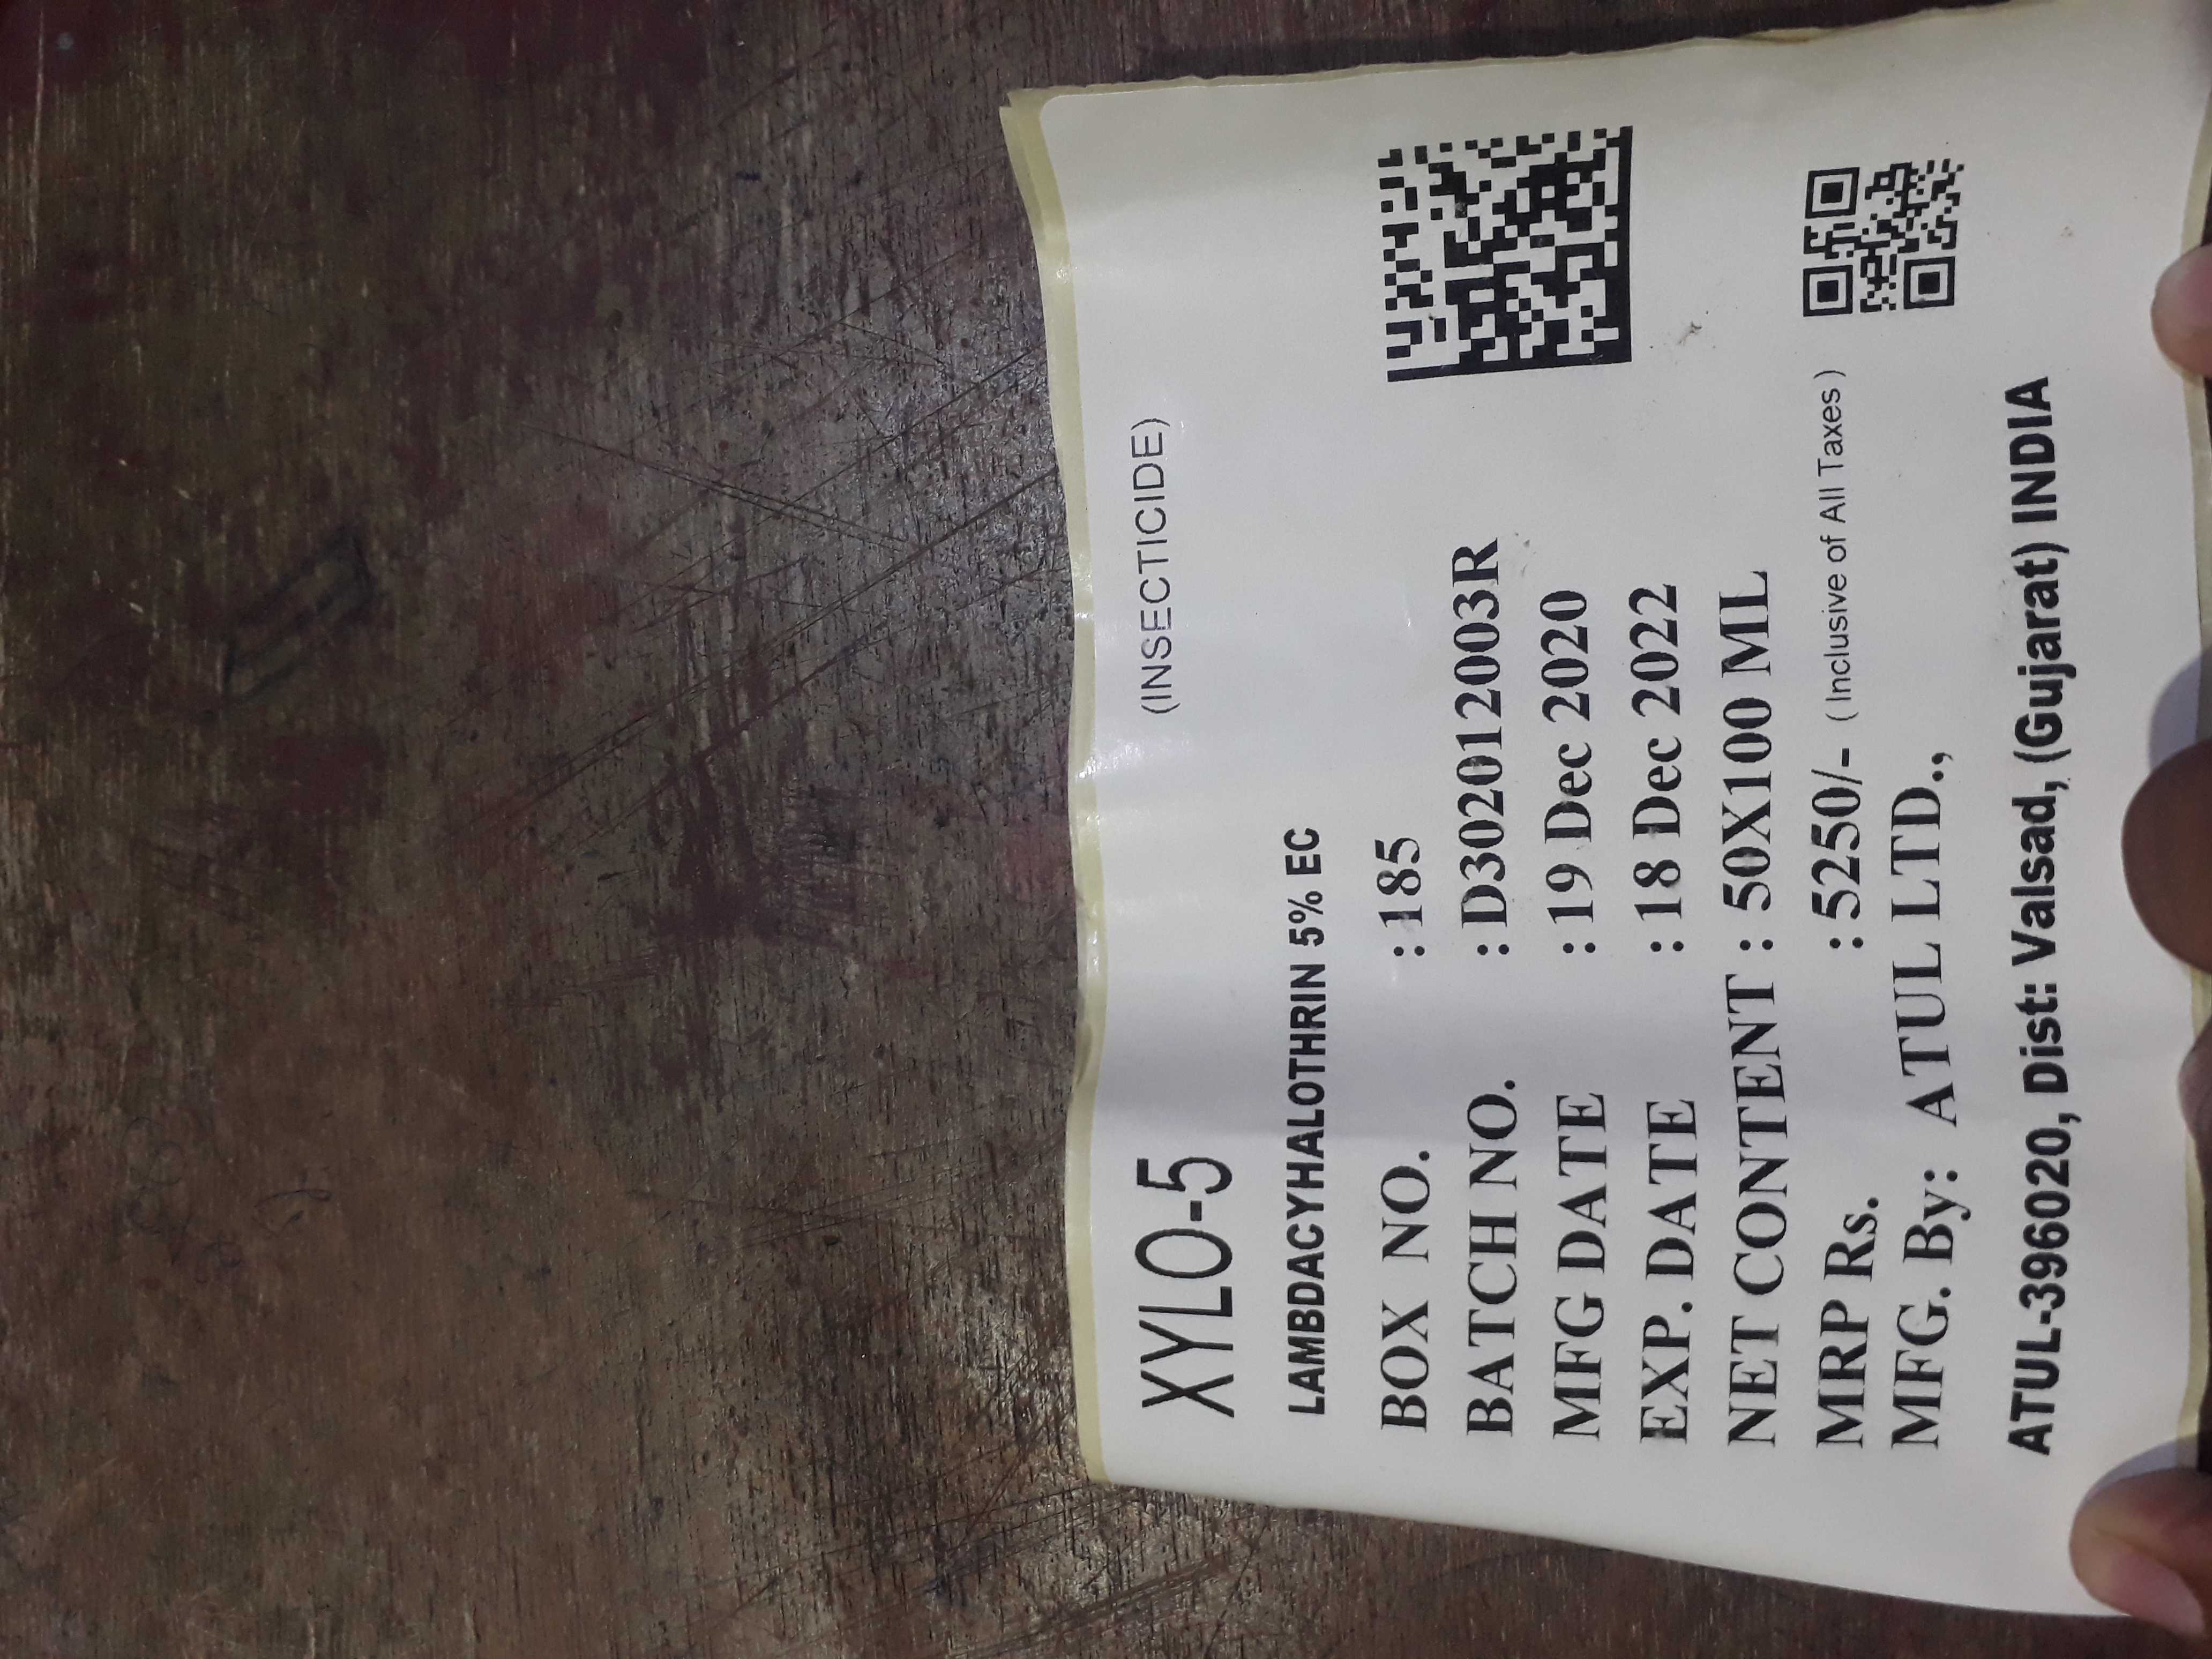 XYLO-5 (INSECTICIDE)
LAMBDACYHALOTHRIN 5% EC
BOX NO. : 185
BATCH NO. : D302012003R
MFG DATE : 19 Dec 2020
EXP. DATE : 18 Dec 2022
NET CONTENT : 50X100 ML
MRP Rs. : 5250/- ( Inclusive of All Taxes )
MFG. By: ATUL LTD.,
ATUL-396020, Dist: Valsad, (Gujarat) INDIA